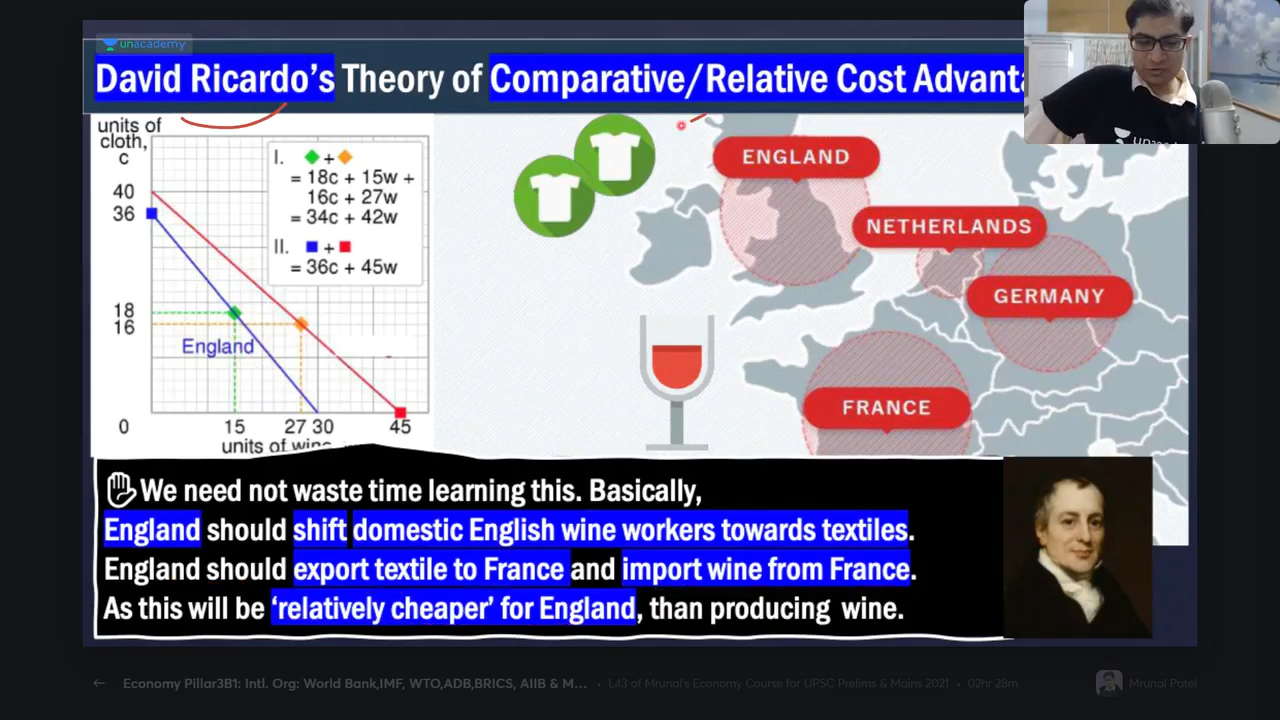 unacademy
David Ricardo's Theory of Comparative/Relative Cost Advanta
units of
cloth,
c
40
36
18
16
0
15
27 30
45
units of wine,
England
I. +
= 18c + 15w +
16c + 27w
= 34c + 42w
II. +
= 36c + 45w
ENGLAND
NETHERLANDS
GERMANY
FRANCE
We need not waste time learning this. Basically,
England should shift domestic English wine workers towards textiles.
England should export textile to France and import wine from France.
As this will be ‘relatively cheaper’ for England, than producing wine.
← Economy Pillar3B1: Intl. Org: World Bank,IMF, WTO,ADB,BRICS, AIIB & M... • L43 of Mrunal's Economy Course for UPSC Prelims & Mains 2021 • 02hr 28m
Mrunal Patel